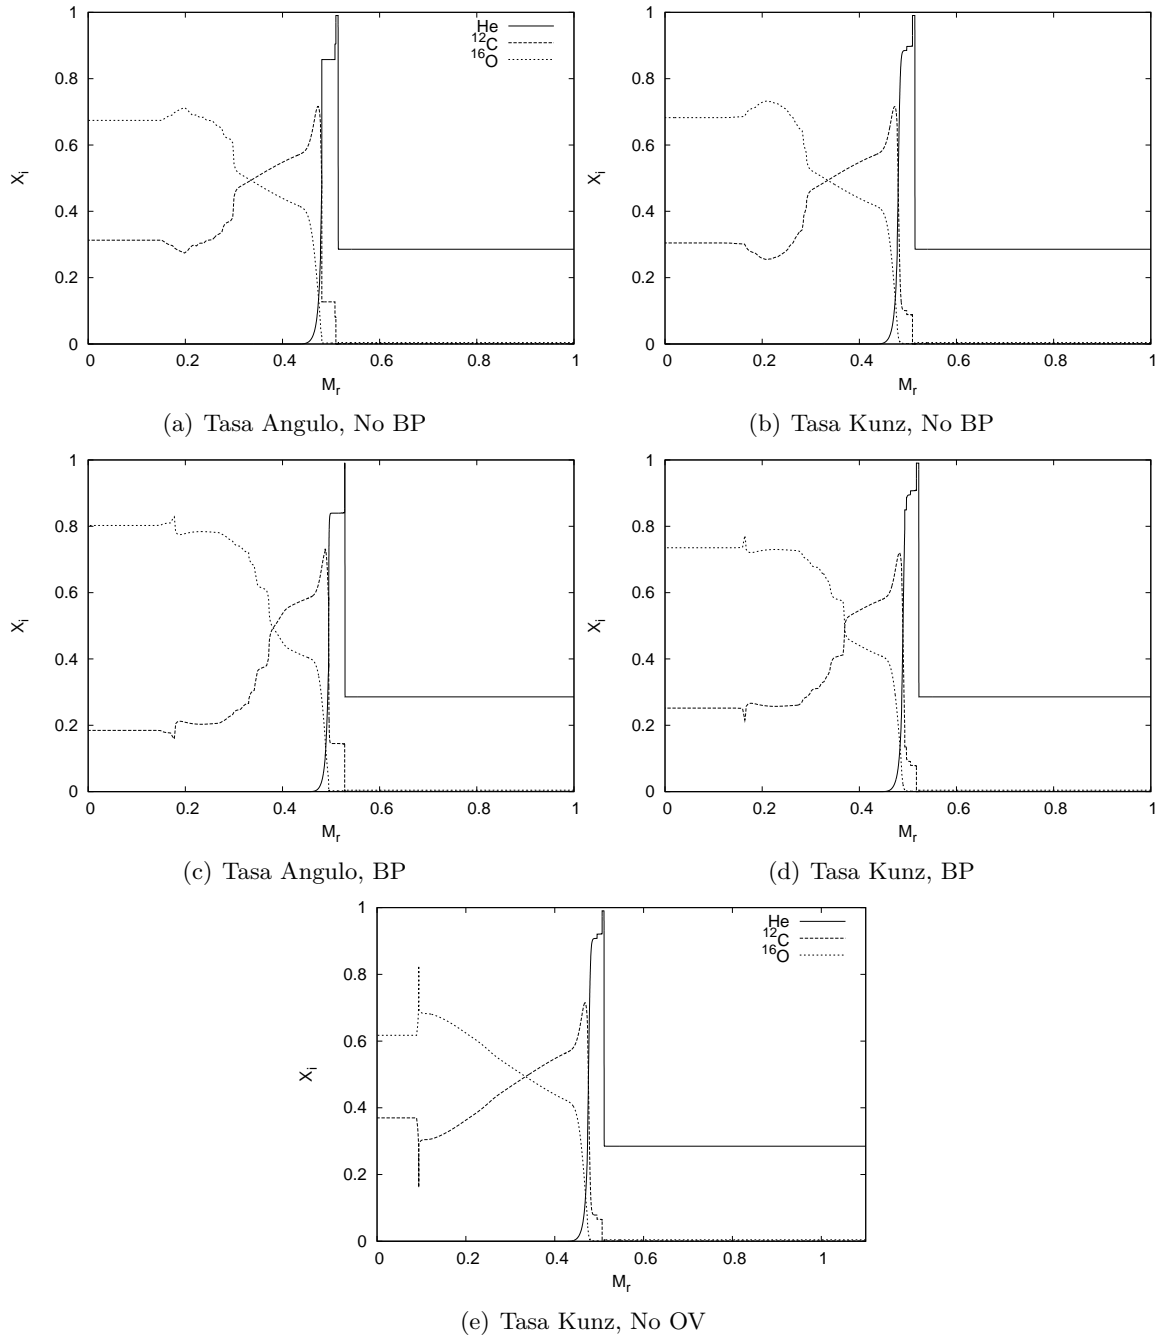 He
12C
16O
1
0.8
0.6
0.4
0.2
0
Xi
0 0.2 0.4 0.6 0.8 1
Mr
(a) Tasa Angulo, No BP
1
0.8
0.6
0.4
0.2
0
Xi
0 0.2 0.4 0.6 0.8 1
Mr
(b) Tasa Kunz, No BP
1
0.8
0.6
0.4
0.2
0
Xi
0 0.2 0.4 0.6 0.8 1
Mr
(c) Tasa Angulo, BP
1
0.8
0.6
0.4
0.2
0
Xi
0 0.2 0.4 0.6 0.8 1
Mr
(d) Tasa Kunz, BP
He
12C
16O
1
0.8
0.6
0.4
0.2
0
Xi
0 0.2 0.4 0.6 0.8 1
Mr
(e) Tasa Kunz, No OV